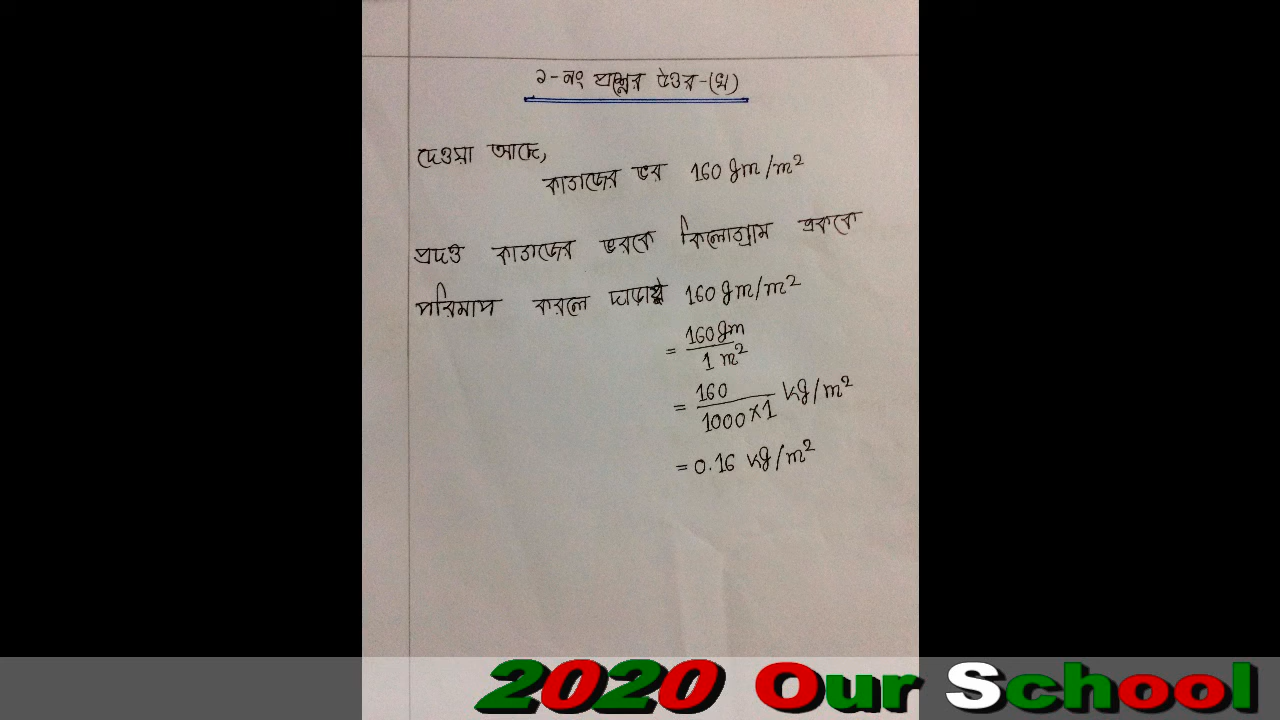 ১-নং প্রশ্নের উত্তর-(খ)
দেওয়া আছে,
কাগজের ভর 160 gm/m²
প্রদত্ত কাগজের ভরকে কিলোগ্রাম এককে
পরিমাপ করলে দাড়ায় 160 gm/m²
= 160 gm / 1 m²
= 160 / 1000×1 kg/m²
= 0.16 kg/m²
2020 Our School